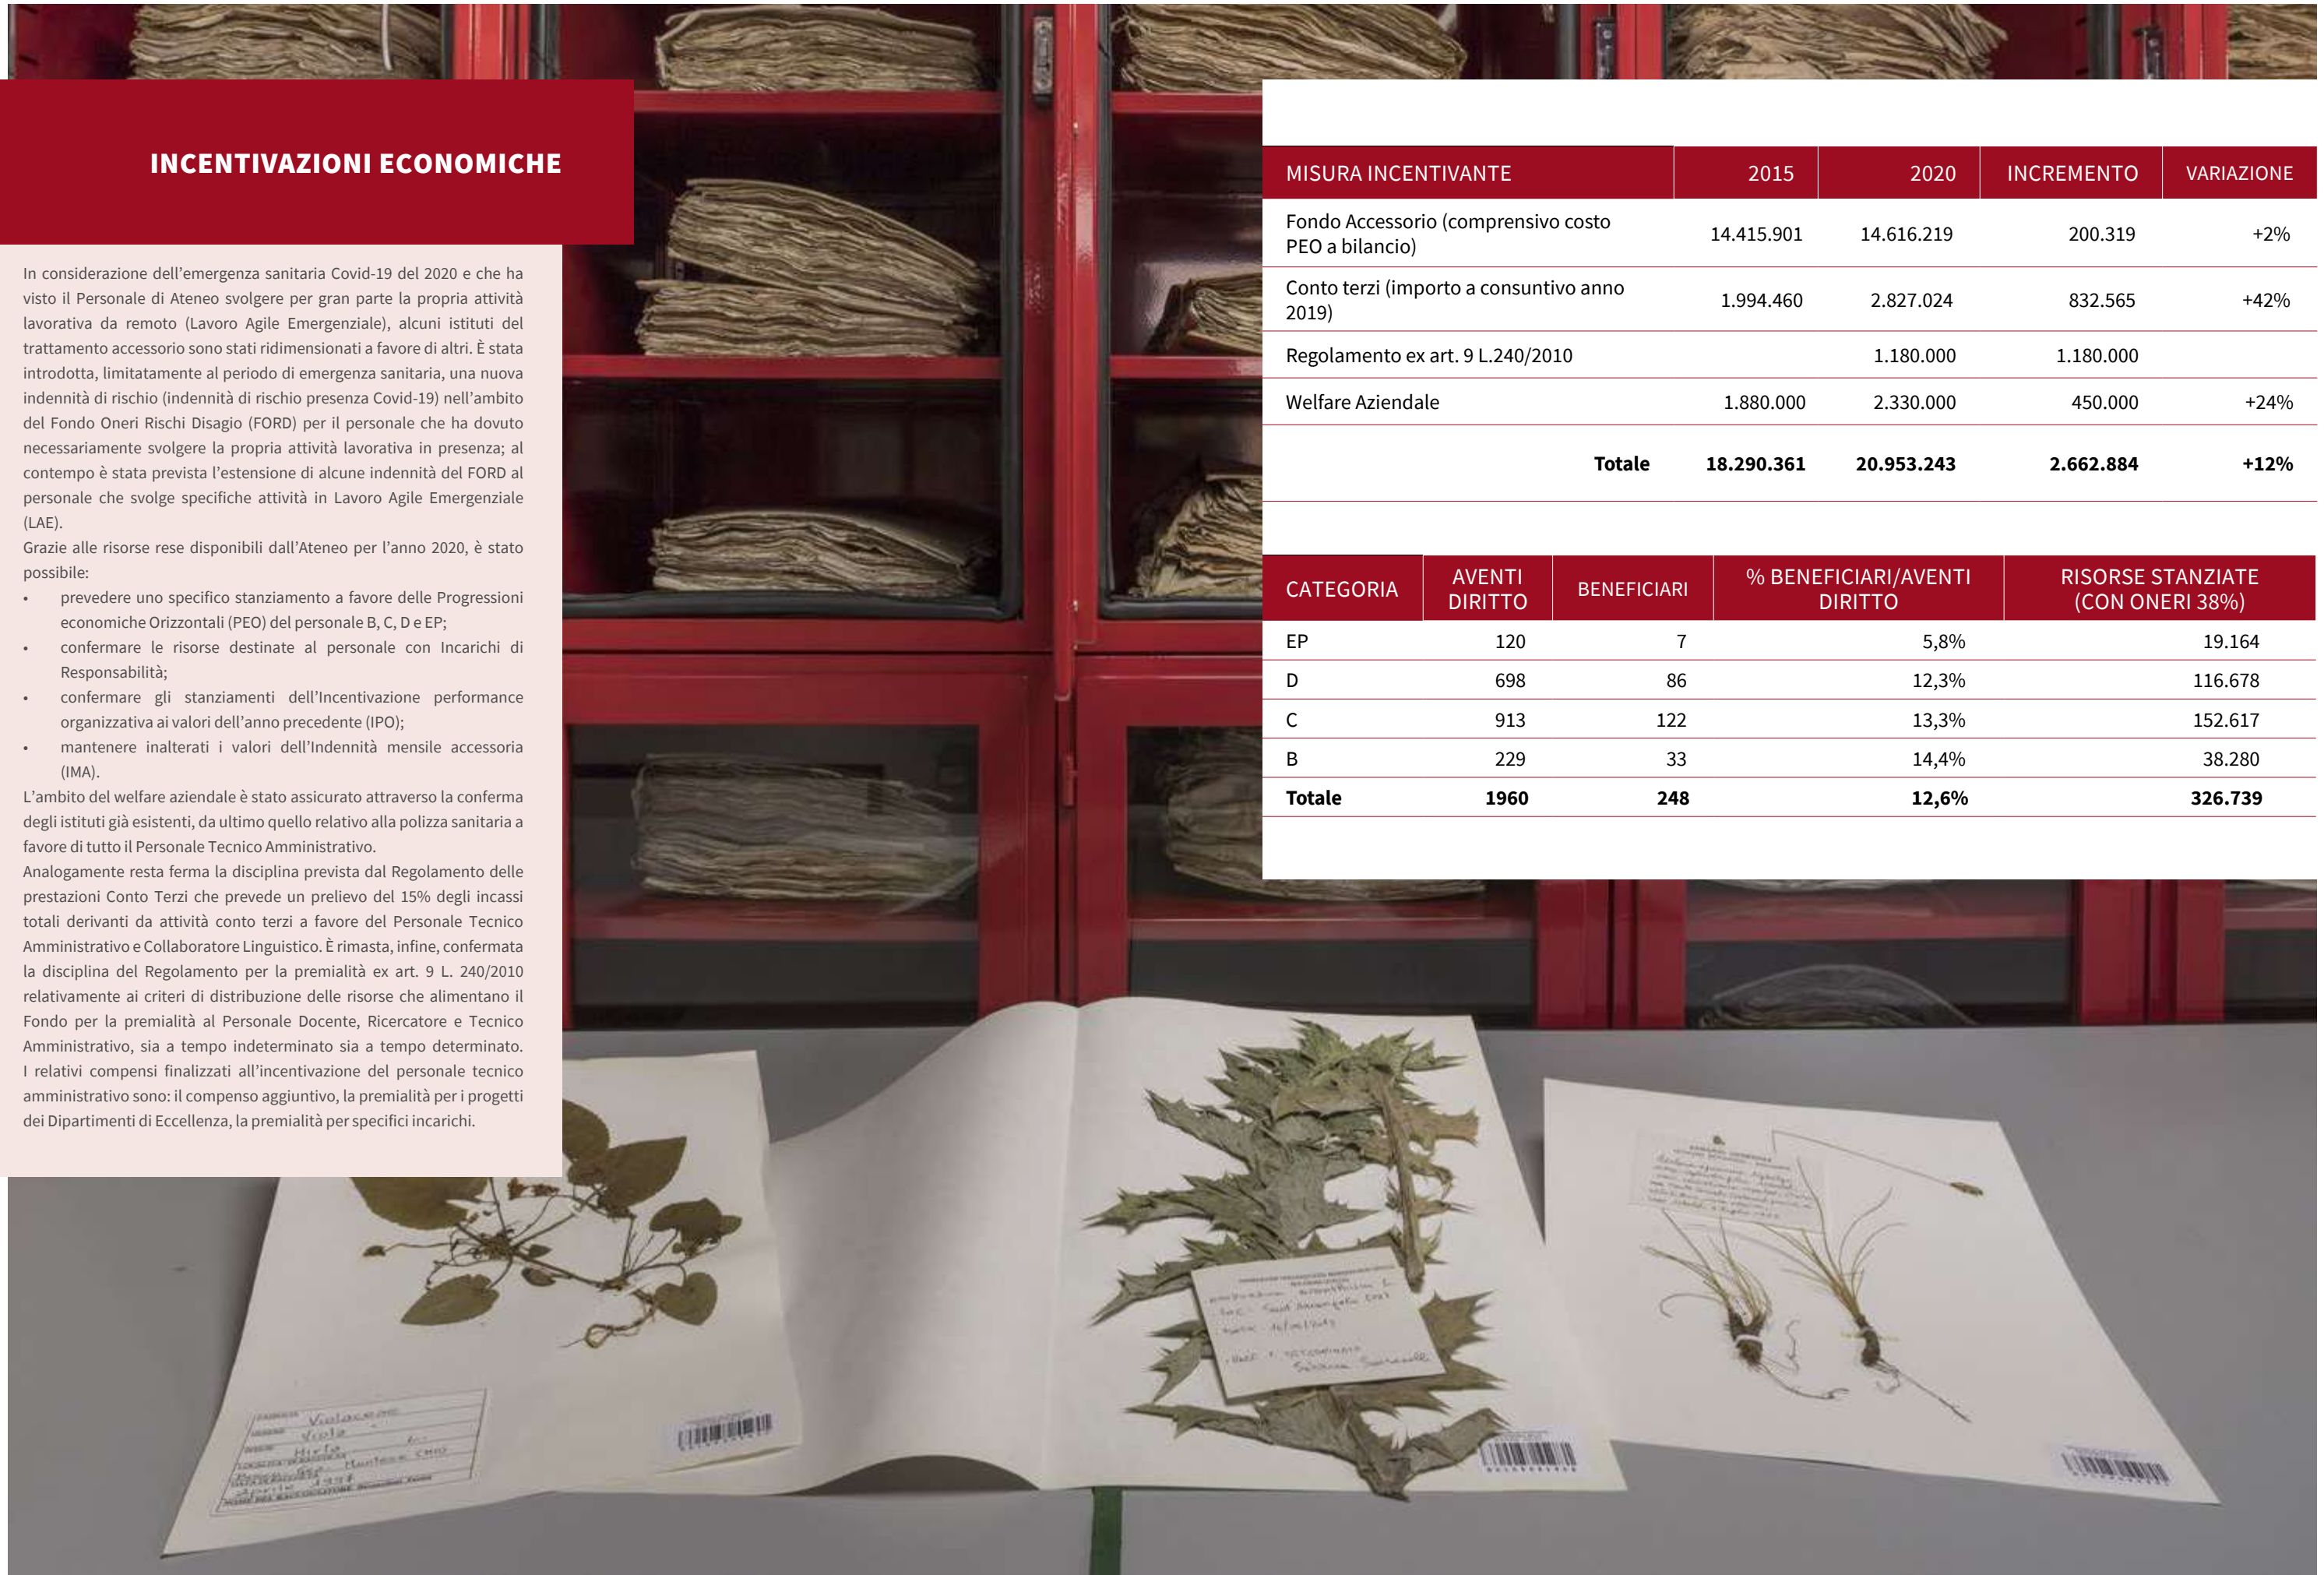 INCENTIVAZIONI ECONOMICHE
In considerazione dell’emergenza sanitaria Covid-19 del 2020 e che ha
visto il Personale di Ateneo svolgere per gran parte la propria attività
lavorativa da remoto (Lavoro Agile Emergenziale), alcuni istituti del
trattamento accessorio sono stati ridimensionati a favore di altri. È stata
introdotta, limitatamente al periodo di emergenza sanitaria, una nuova
indennità di rischio (indennità di rischio presenza Covid-19) nell’ambito
del Fondo Oneri Rischi Disagio (FORD) per il personale che ha dovuto
necessariamente svolgere la propria attività lavorativa in presenza; al
contempo è stata prevista l’estensione di alcune indennità del FORD al
personale che svolge specifiche attività in Lavoro Agile Emergenziale
(LAE).
Grazie alle risorse rese disponibili dall’Ateneo per l’anno 2020, è stato
possibile:
• prevedere uno specifico stanziamento a favore delle Progressioni
economiche Orizzontali (PEO) del personale B, C, D e EP;
• confermare le risorse destinate al personale con Incarichi di
Responsabilità;
• confermare gli stanziamenti dell’Incentivazione performance
organizzativa ai valori dell’anno precedente (IPO);
• mantenere inalterati i valori dell’Indennità mensile accessoria
(IMA).
L’ambito del welfare aziendale è stato assicurato attraverso la conferma
degli istituti già esistenti, da ultimo quello relativo alla polizza sanitaria a
favore di tutto il Personale Tecnico Amministrativo.
Analogamente resta ferma la disciplina prevista dal Regolamento delle
prestazioni Conto Terzi che prevede un prelievo del 15% degli incassi
totali derivanti da attività conto terzi a favore del Personale Tecnico
Amministrativo e Collaboratore Linguistico. È rimasta, infine, confermata
la disciplina del Regolamento per la premialità ex art. 9 L. 240/2010
relativamente ai criteri di distribuzione delle risorse che alimentano il
Fondo per la premialità al Personale Docente, Ricercatore e Tecnico
Amministrativo, sia a tempo indeterminato sia a tempo determinato.
I relativi compensi finalizzati all’incentivazione del personale tecnico
amministrativo sono: il compenso aggiuntivo, la premialità per i progetti
dei Dipartimenti di Eccellenza, la premialità per specifici incarichi.
MISURA INCENTIVANTE 2015 2020 INCREMENTO VARIAZIONE
Fondo Accessorio (comprensivo costo
PEO a bilancio) 14.415.901 14.616.219 200.319 +2%
Conto terzi (importo a consuntivo anno
2019) 1.994.460 2.827.024 832.565 +42%
Regolamento ex art. 9 L.240/2010 1.180.000 1.180.000
Welfare Aziendale 1.880.000 2.330.000 450.000 +24%
Totale 18.290.361 20.953.243 2.662.884 +12%
CATEGORIA AVENTI DIRITTO BENEFICIARI % BENEFICIARI/AVENTI DIRITTO RISORSE STANZIATE (CON ONERI 38%)
EP 120 7 5,8% 19.164
D 698 86 12,3% 116.678
C 913 122 13,3% 152.617
B 229 33 14,4% 38.280
Totale 1960 248 12,6% 326.739
Violaceae
Viola
Hirta
Aprile 1997